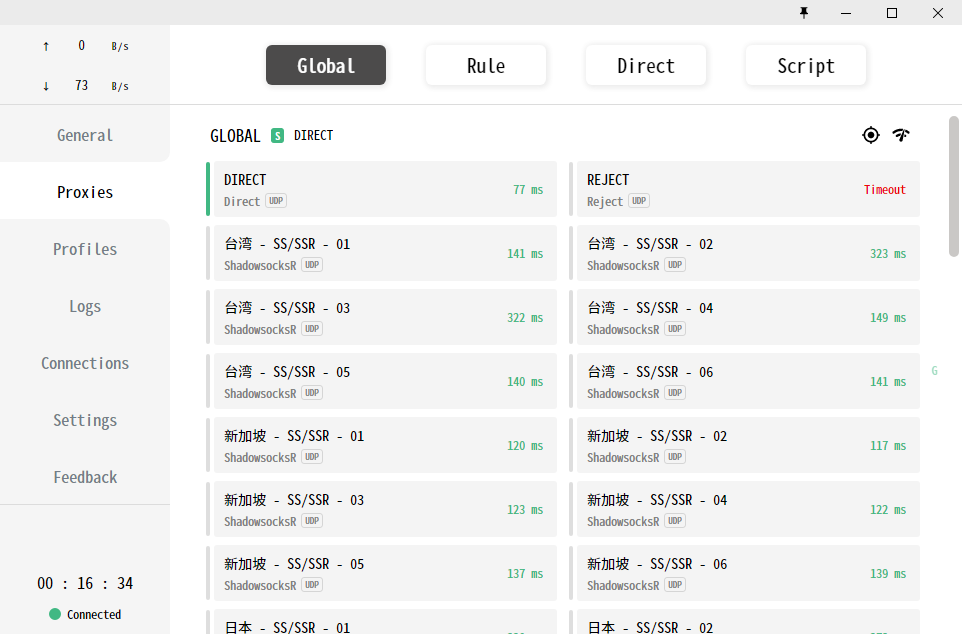 ↑ 0 B/s
↓ 73 B/s
Global Rule Direct Script
General
Proxies
Profiles
Logs
Connections
Settings
Feedback
00 : 16 : 34
Connected
GLOBAL S DIRECT
DIRECT
Direct UDP
77 ms
REJECT
Reject UDP
Timeout
台湾 - SS/SSR - 01
ShadowsocksR UDP
141 ms
台湾 - SS/SSR - 02
ShadowsocksR UDP
323 ms
台湾 - SS/SSR - 03
ShadowsocksR UDP
322 ms
台湾 - SS/SSR - 04
ShadowsocksR UDP
149 ms
台湾 - SS/SSR - 05
ShadowsocksR UDP
140 ms
台湾 - SS/SSR - 06
ShadowsocksR UDP
141 ms
新加坡 - SS/SSR - 01
ShadowsocksR UDP
120 ms
新加坡 - SS/SSR - 02
ShadowsocksR UDP
117 ms
新加坡 - SS/SSR - 03
ShadowsocksR UDP
123 ms
新加坡 - SS/SSR - 04
ShadowsocksR UDP
122 ms
新加坡 - SS/SSR - 05
ShadowsocksR UDP
137 ms
新加坡 - SS/SSR - 06
ShadowsocksR UDP
139 ms
日本 - SS/SSR - 01
日本 - SS/SSR - 02
G